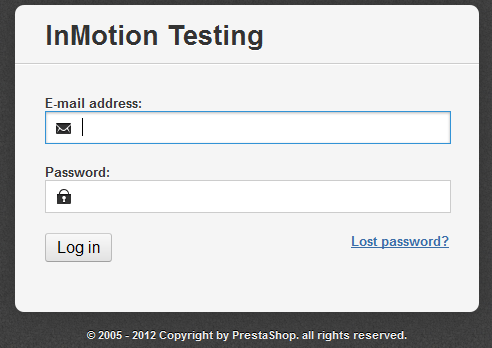 InMotion Testing
E-mail address:
Password:
Log in
Lost password?
© 2005 - 2012 Copyright by PrestaShop. all rights reserved.